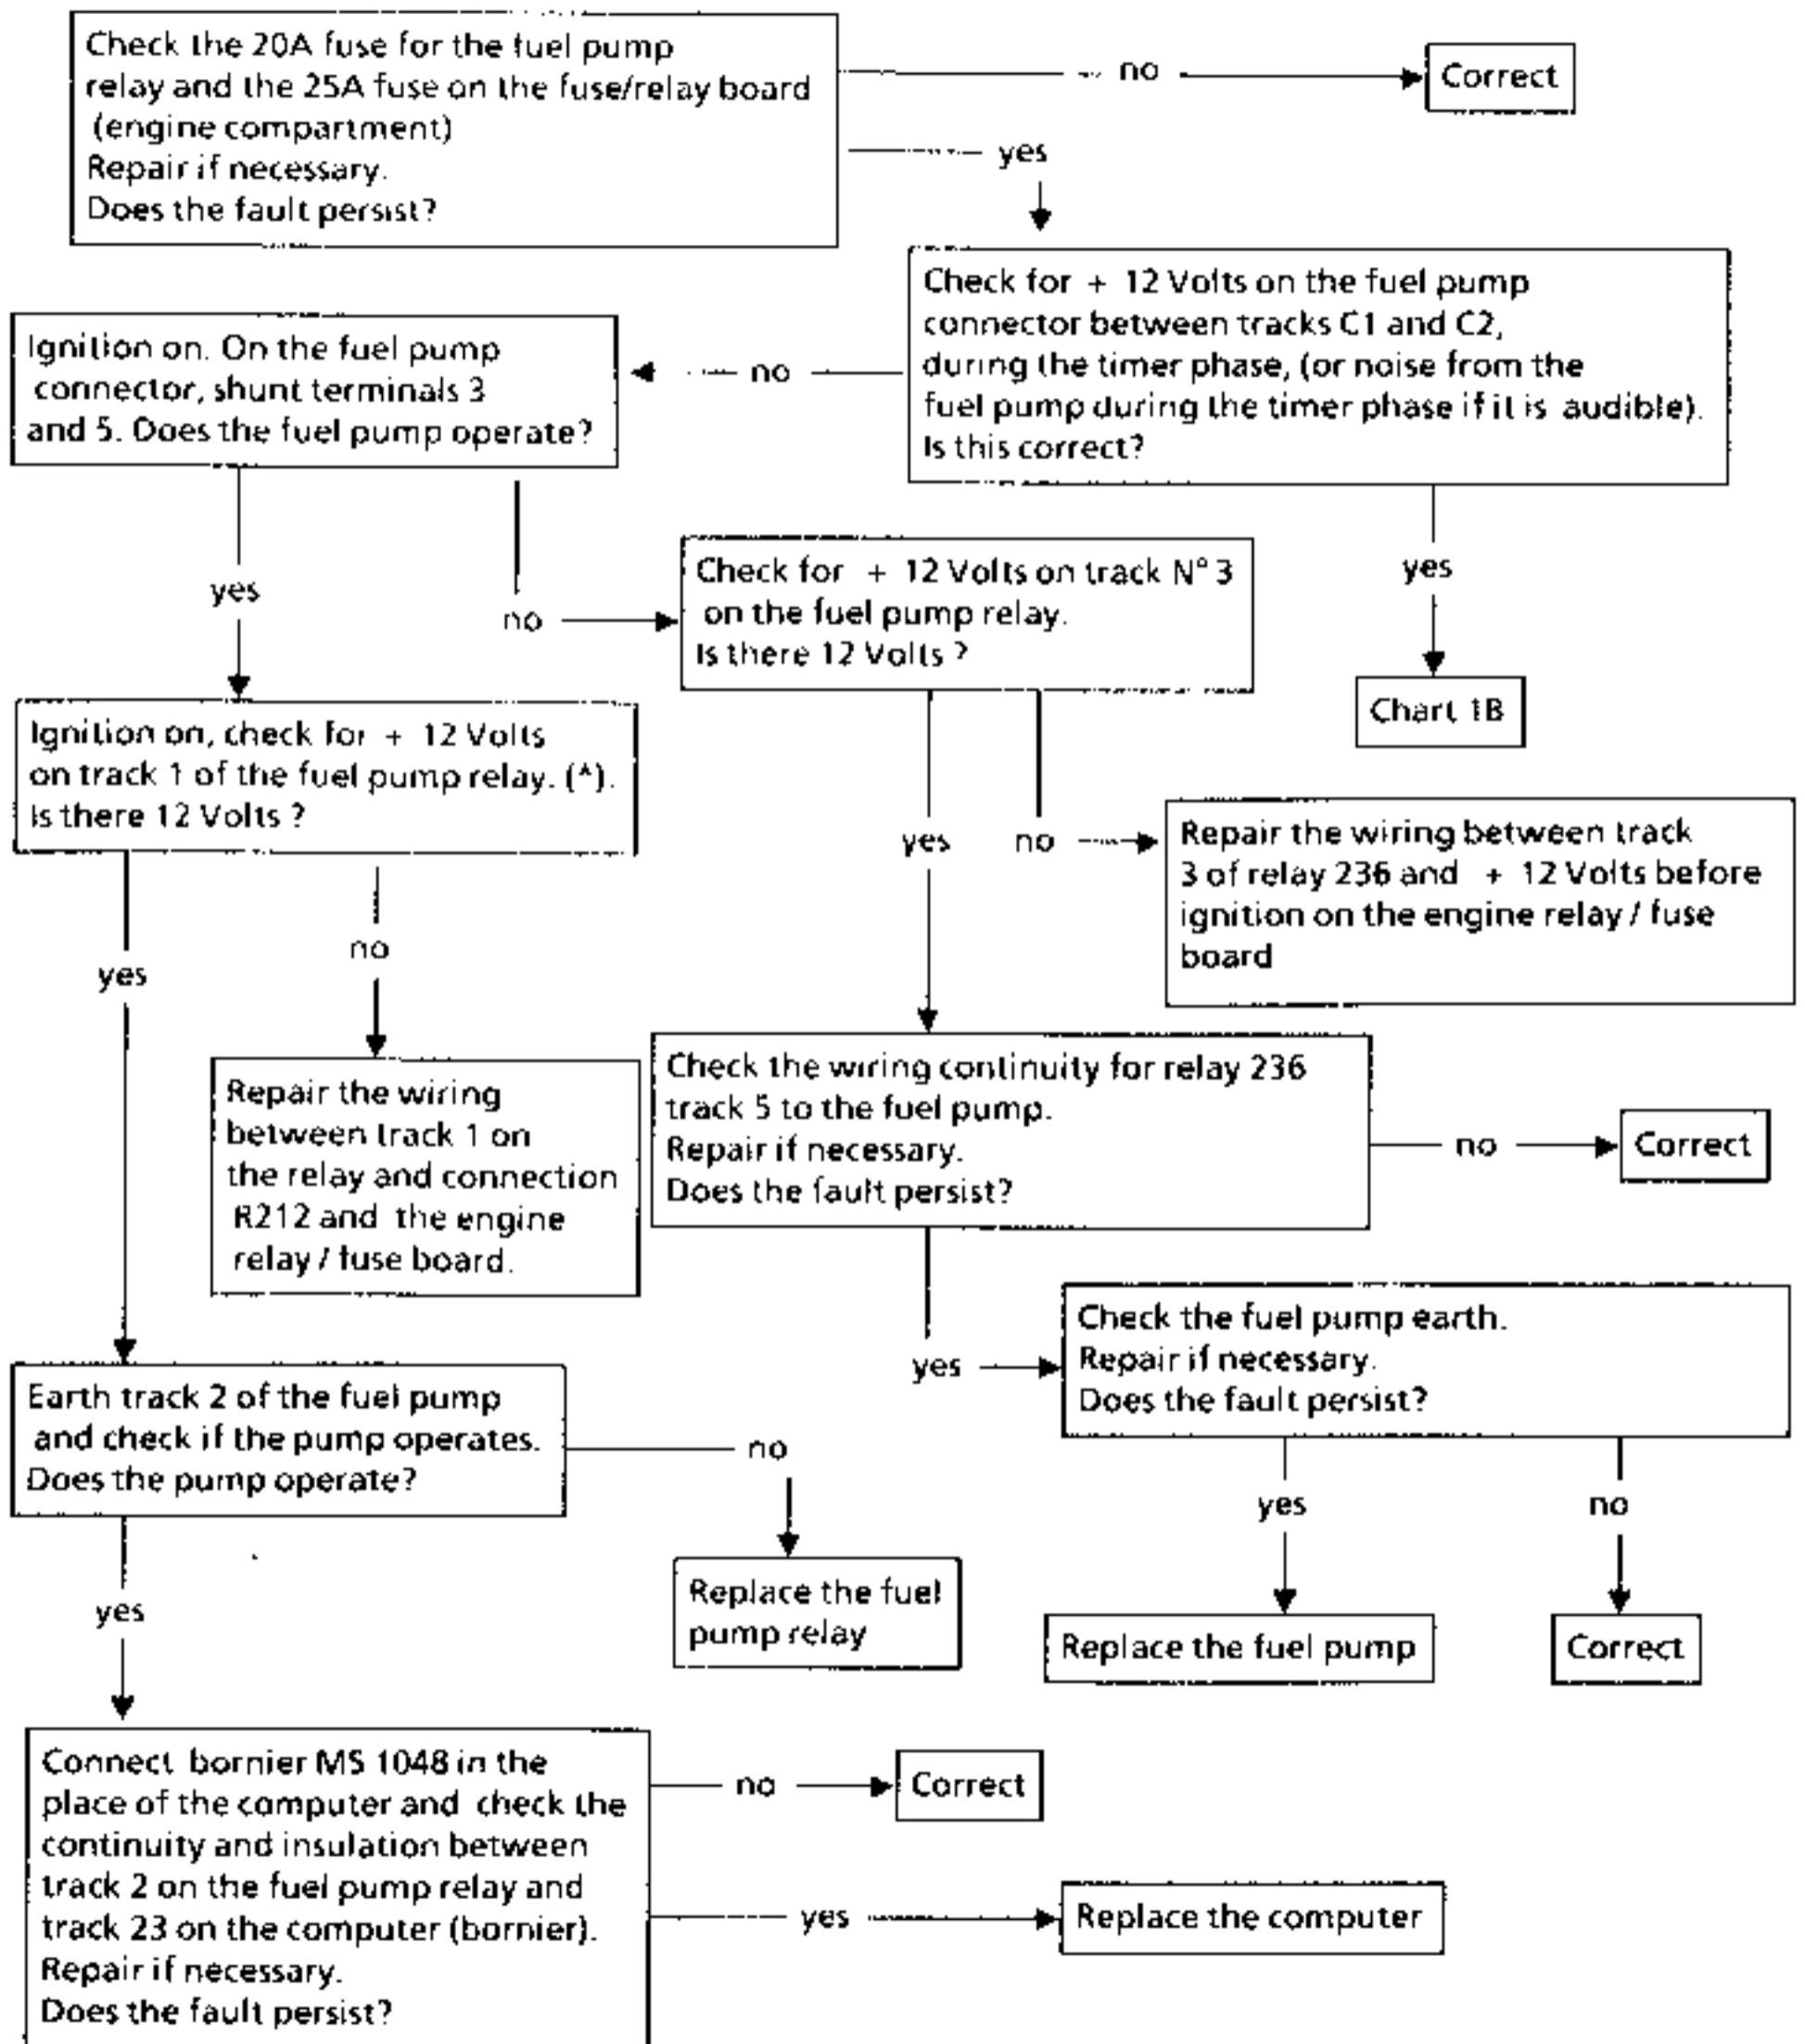 Check the 20A fuse for the fuel pump
relay and the 25A fuse on the fuse/relay board
(engine compartment)
Repair if necessary.
Does the fault persist?
no
Correct
yes
Check for + 12 Volts on the fuel pump
connector between tracks C1 and C2,
during the timer phase, (or noise from the
fuel pump during the timer phase if it is audible).
Is this correct?
no
Ignition on. On the fuel pump
connector, shunt terminals 3
and 5. Does the fuel pump operate?
yes
no
Check for + 12 Volts on track N° 3
on the fuel pump relay.
Is there 12 Volts ?
yes
Chart 1B
Ignition on, check for + 12 Volts
on track 1 of the fuel pump relay. (*).
Is there 12 Volts ?
yes
no
yes
no
Repair the wiring between track
3 of relay 236 and + 12 Volts before
ignition on the engine relay / fuse
board
Repair the wiring
between track 1 on
the relay and connection
R212 and the engine
relay / fuse board.
Check the wiring continuity for relay 236
track 5 to the fuel pump.
Repair if necessary.
Does the fault persist?
no
Correct
yes
Check the fuel pump earth.
Repair if necessary.
Does the fault persist?
Earth track 2 of the fuel pump
and check if the pump operates.
Does the pump operate?
no
yes
no
yes
Replace the fuel
pump relay
Replace the fuel pump
Correct
Connect bornier MS 1048 in the
place of the computer and check the
continuity and insulation between
track 2 on the fuel pump relay and
track 23 on the computer (bornier).
Repair if necessary.
Does the fault persist?
no
Correct
yes
Replace the computer